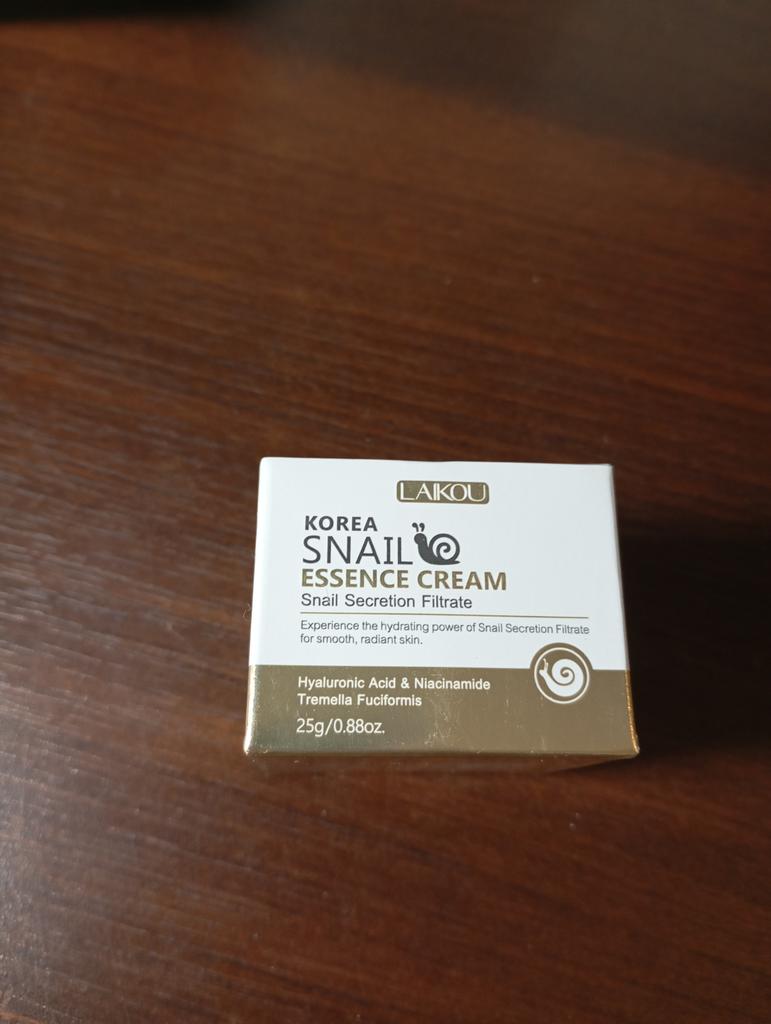 LAIKOU
KOREA
SNAIL
ESSENCE CREAM
Snail Secretion Filtrate
Experience the hydrating power of Snail Secretion Filtrate
for smooth, radiant skin.
Hyaluronic Acid & Niacinamide
Tremella Fuciformis
25g/0.88oz.